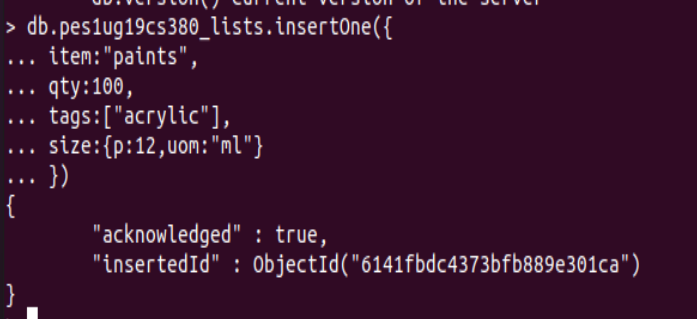 db.version() current version of the server
> db.pes1ug19cs380_lists.insertOne({
... item:"paints",
... qty:100,
... tags:["acrylic"],
... size:{p:12,uom:"ml"}
... })
{
"acknowledged" : true,
"insertedId" : ObjectId("6141fbdc4373bfb889e301ca")
}